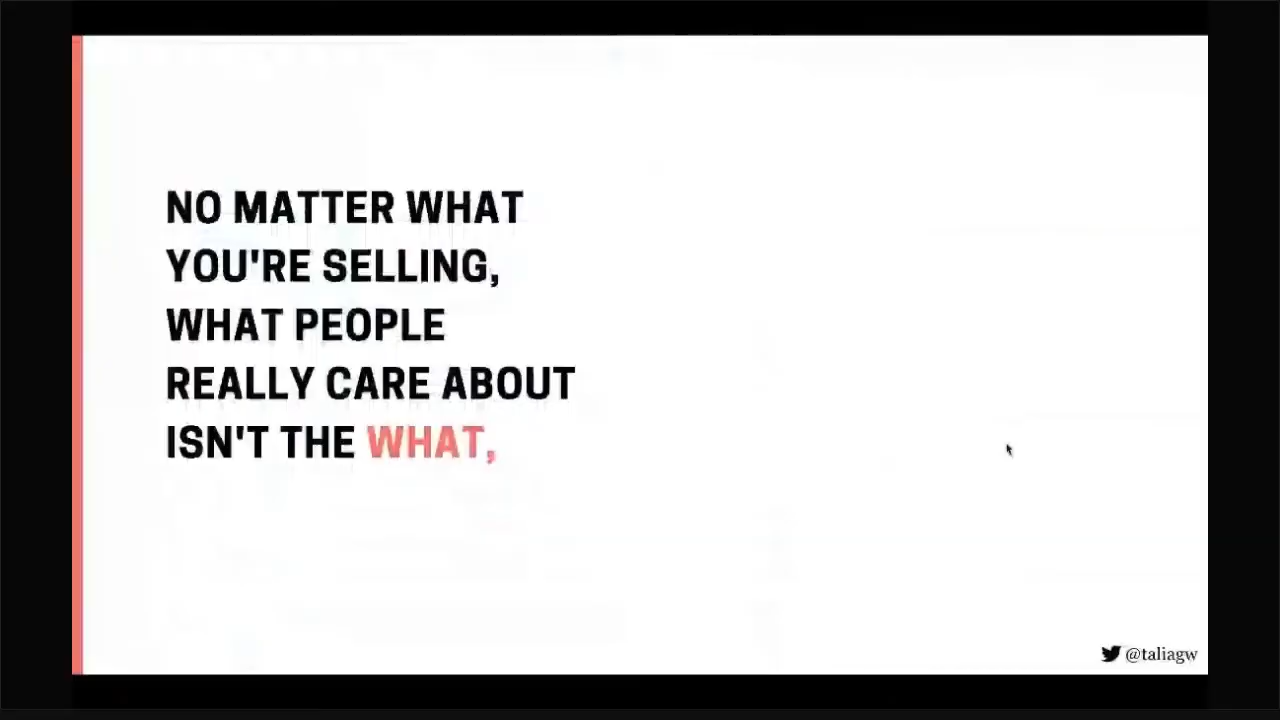 NO MATTER WHAT
YOU'RE SELLING,
WHAT PEOPLE
REALLY CARE ABOUT
ISN'T THE WHAT,
@taliagw